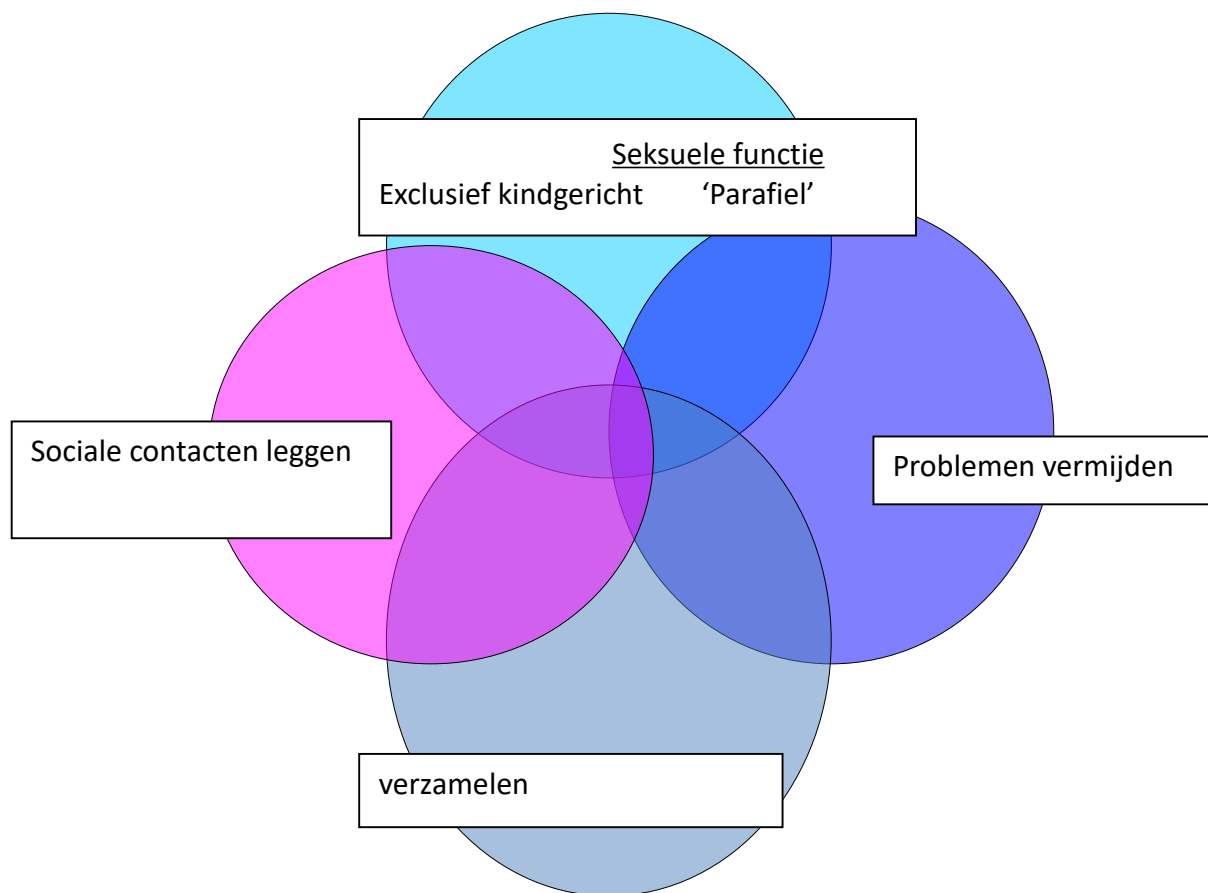 Seksuele functie
Exclusief kindgericht ‘Parafiel’
Sociale contacten leggen
Problemen vermijden
verzamelen